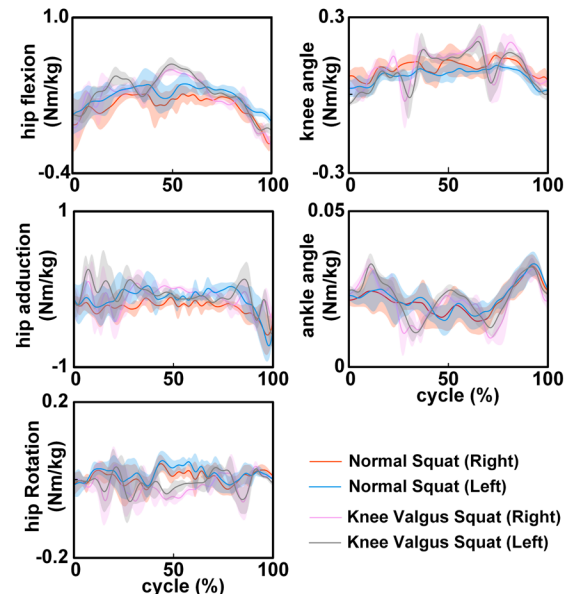 1.0
hip flexion
(Nm/kg)
-0.4
0
50
100
0.3
knee angle
(Nm/kg)
-0.3
0
50
100
1
hip adduction
(Nm/kg)
-1
0
50
100
0.05
ankle angle
(Nm/kg)
0
0
50
100
cycle (%)
0.2
hip Rotation
(Nm/kg)
-0.2
0
50
100
cycle (%)
Normal Squat (Right)
Normal Squat (Left)
Knee Valgus Squat (Right)
Knee Valgus Squat (Left)